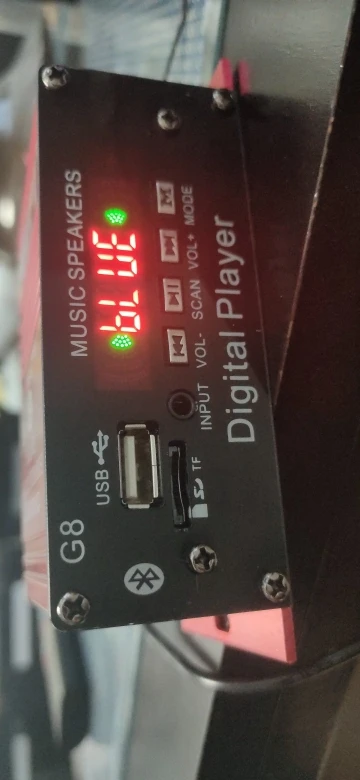 G8 MUSIC SPEAKERS
USB
bLUE
VOL- SCAN VOL+ MODE
M
INPUT
TF
Digital Player